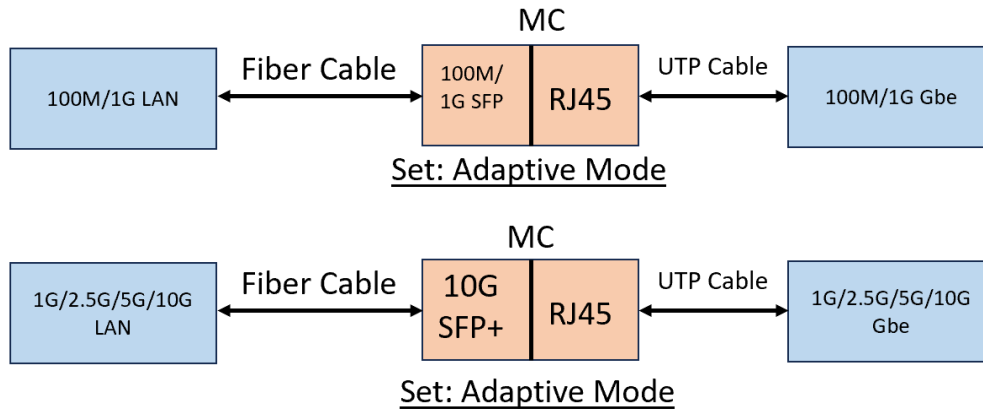 MC
100M/1G LAN
Fiber Cable
100M/
1G SFP
RJ45
UTP Cable
100M/1G Gbe
Set: Adaptive Mode
MC
1G/2.5G/5G/10G
LAN
Fiber Cable
10G
SFP+
RJ45
UTP Cable
1G/2.5G/5G/10G
Gbe
Set: Adaptive Mode